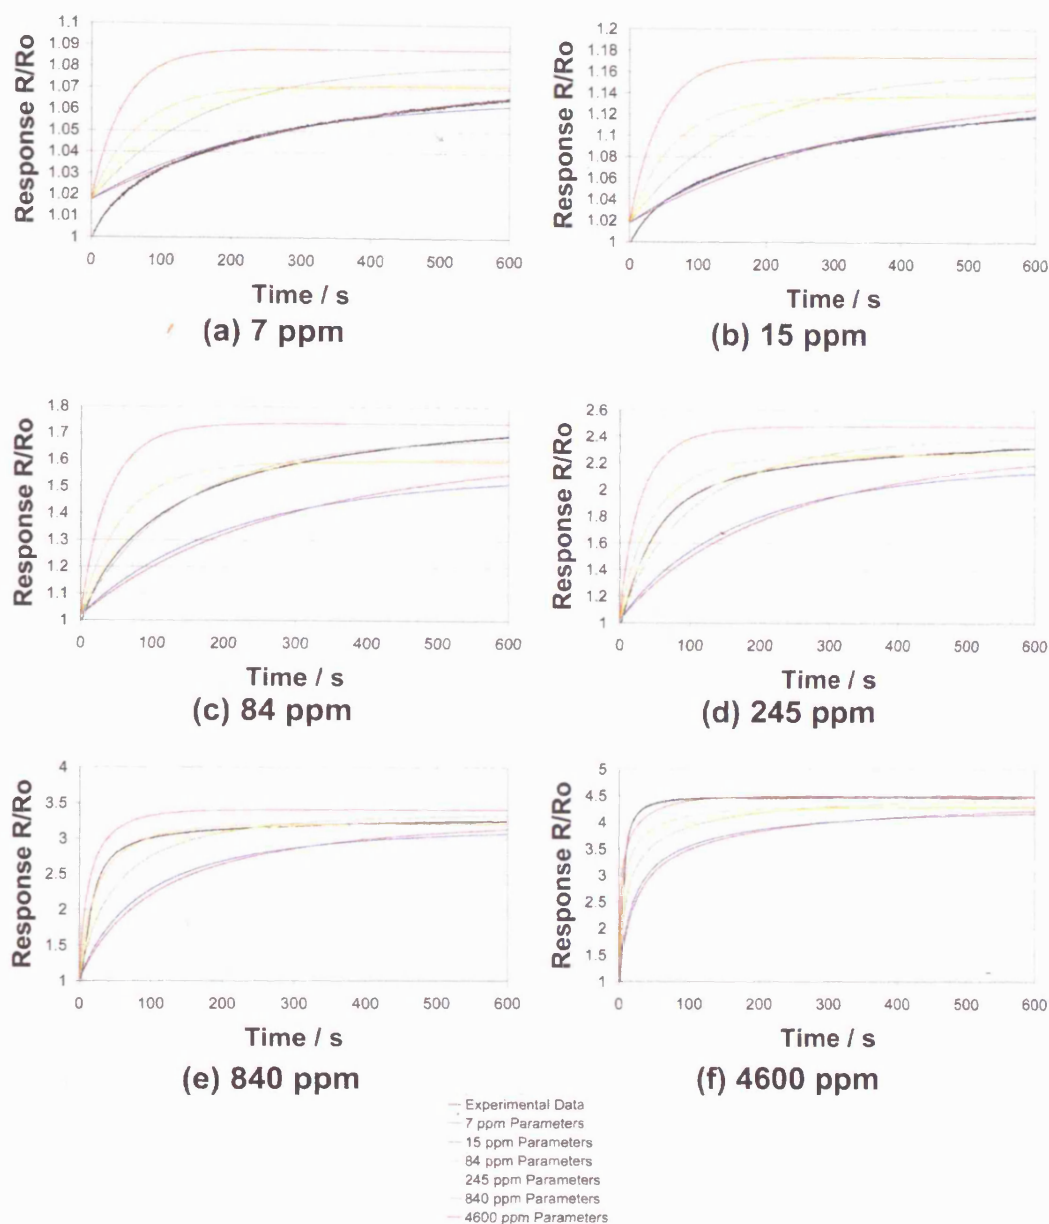 Response R/Ro
1.1
1.09
1.08
1.07
1.06
1.05
1.04
1.03
1.02
1.01
1
0 100 200 300 400 500 600
Time / s
(a) 7 ppm
Response R/Ro
1.2
1.18
1.16
1.14
1.12
1.1
1.08
1.06
1.04
1.02
1
0 100 200 300 400 500 600
Time / s
(b) 15 ppm
Response R/Ro
1.8
1.7
1.6
1.5
1.4
1.3
1.2
1.1
1
0 100 200 300 400 500 600
Time / s
(c) 84 ppm
Response R/Ro
2.6
2.4
2.2
2
1.8
1.6
1.4
1.2
1
0 100 200 300 400 500 600
Time / s
(d) 245 ppm
Response R/Ro
4
3.5
3
2.5
2
1.5
1
0 100 200 300 400 500 600
Time / s
(e) 840 ppm
Response R/Ro
5
4.5
4
3.5
3
2.5
2
1.5
1
0 100 200 300 400 500 600
Time / s
(f) 4600 ppm
Experimental Data
7 ppm Parameters
15 ppm Parameters
84 ppm Parameters
245 ppm Parameters
840 ppm Parameters
4600 ppm Parameters